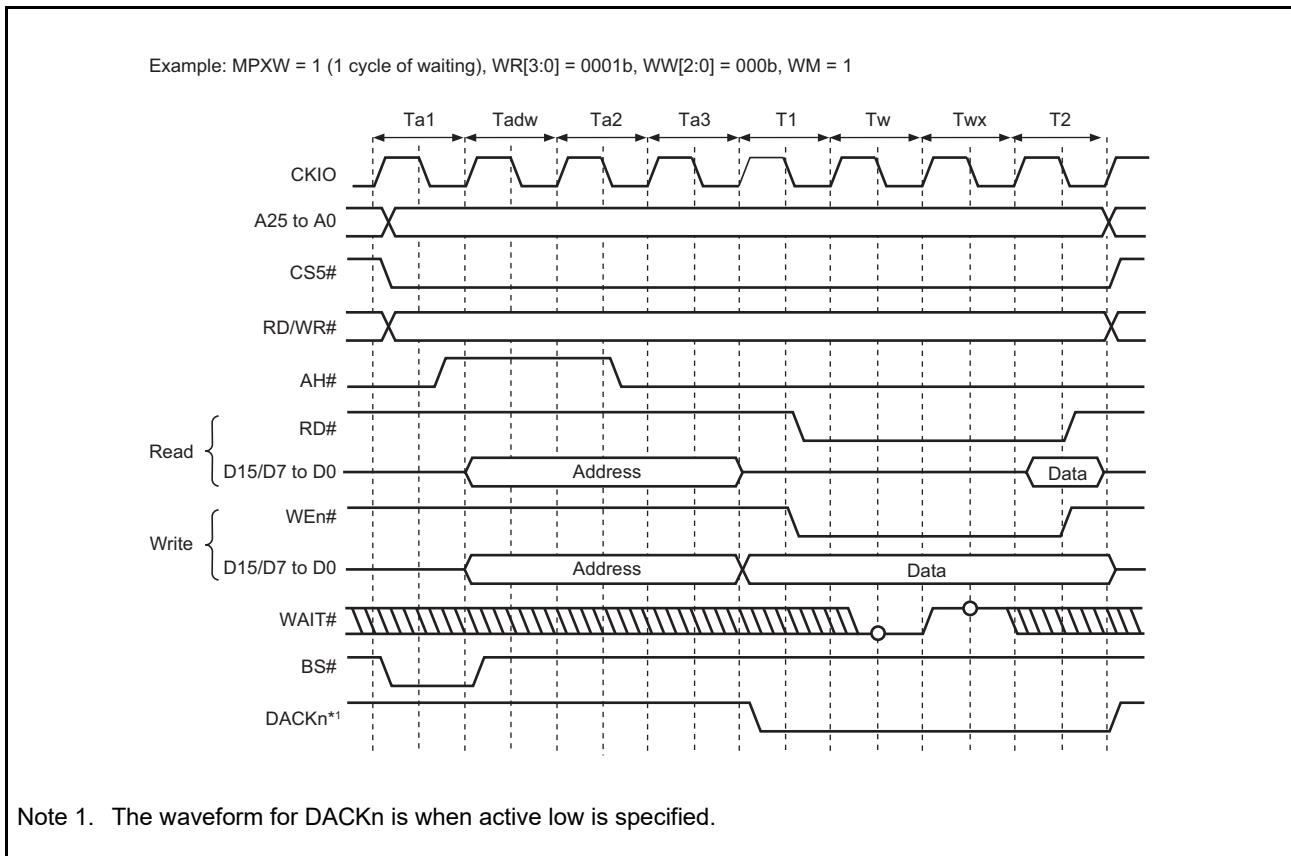 Example: MPXW = 1 (1 cycle of waiting), WR[3:0] = 0001b, WW[2:0] = 000b, WM = 1
Ta1 Tadw Ta2 Ta3 T1 Tw Twx T2
CKIO
A25 to A0
CS5#
RD/WR#
AH#
RD#
Read
D15/D7 to D0 Address Data
WEn#
Write
D15/D7 to D0 Address Data
WAIT#
BS#
DACKn*1
Note 1. The waveform for DACKn is when active low is specified.